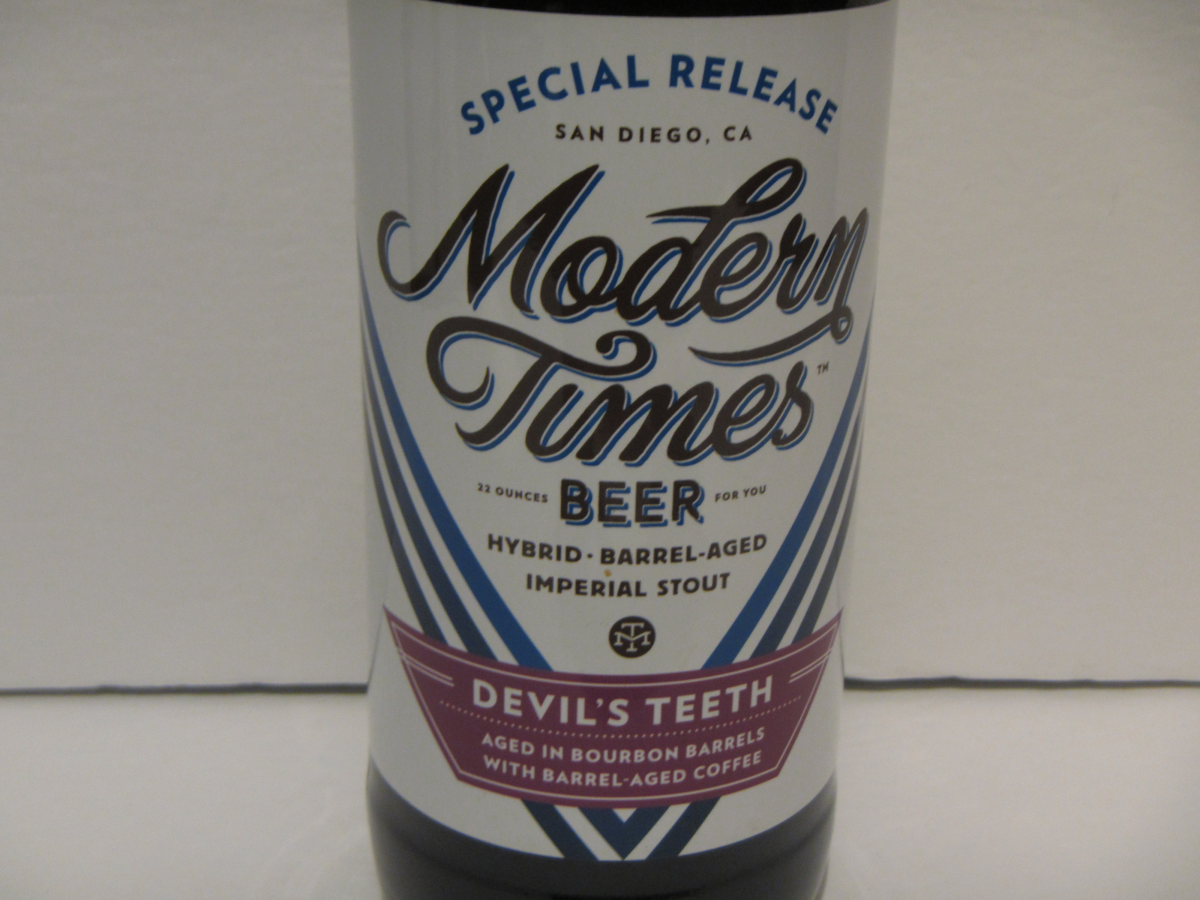 SPECIAL RELEASE
SAN DIEGO, CA
Modern
Times™
22 OUNCES BEER FOR YOU
HYBRID · BARREL-AGED
IMPERIAL STOUT
TM
DEVIL'S TEETH
AGED IN BOURBON BARRELS
WITH BARREL-AGED COFFEE